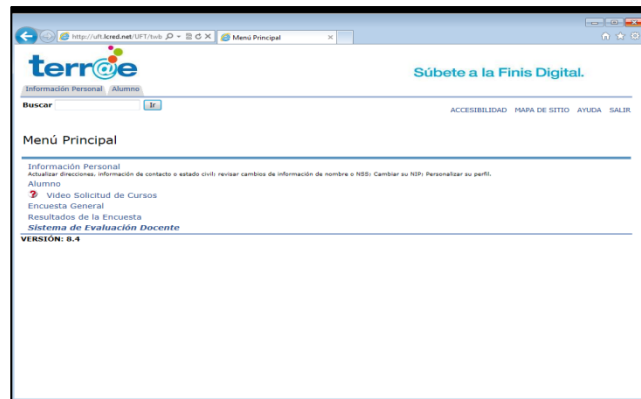 http://uft.lcred.net/UFT/twb
Menú Principal
terr@e
Súbete a la Finis Digital.
Información Personal Alumno
Buscar Ir
ACCESIBILIDAD MAPA DE SITIO AYUDA SALIR
Menú Principal
Información Personal
Actualizar direcciones, información de contacto o estado civil; revisar cambios de información de nombre o NSS; Cambiar su NIP; Personalizar su perfil.
Alumno
Video Solicitud de Cursos
Encuesta General
Resultados de la Encuesta
Sistema de Evaluación Docente
VERSIÓN: 8.4